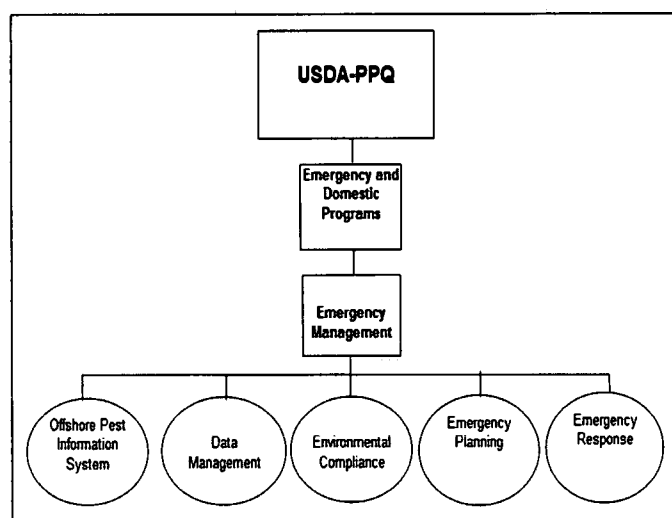 USDA-PPQ
Emergency and
Domestic
Programs
Emergency
Management
Offshore Pest
Information
System
Data
Management
Environmental
Compliance
Emergency
Planning
Emergency
Response